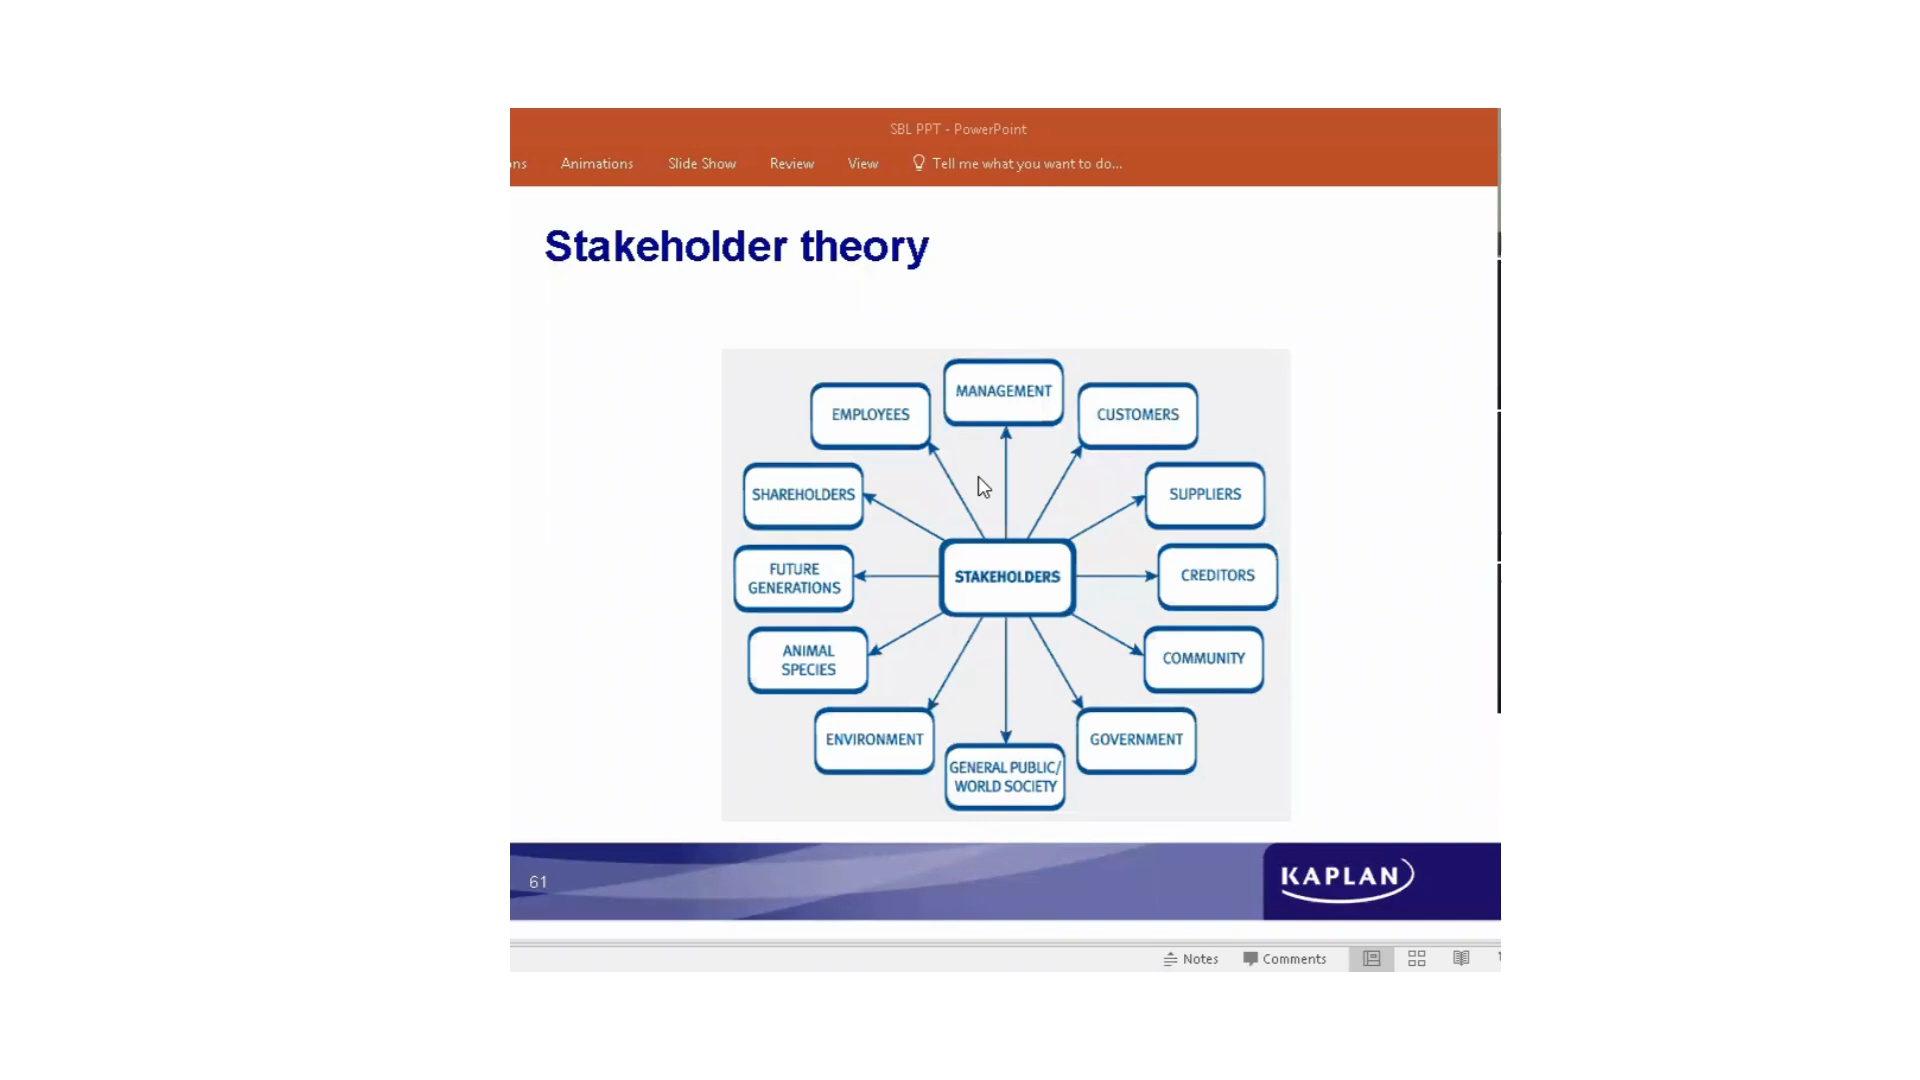 SBL PPT - PowerPoint
ons Animations Slide Show Review View Tell me what you want to do...
Stakeholder theory
MANAGEMENT
EMPLOYEES
CUSTOMERS
SHAREHOLDERS
SUPPLIERS
FUTURE
GENERATIONS
STAKEHOLDERS
CREDITORS
ANIMAL
SPECIES
COMMUNITY
ENVIRONMENT
GOVERNMENT
GENERAL PUBLIC/
WORLD SOCIETY
61
KAPLAN
Notes Comments